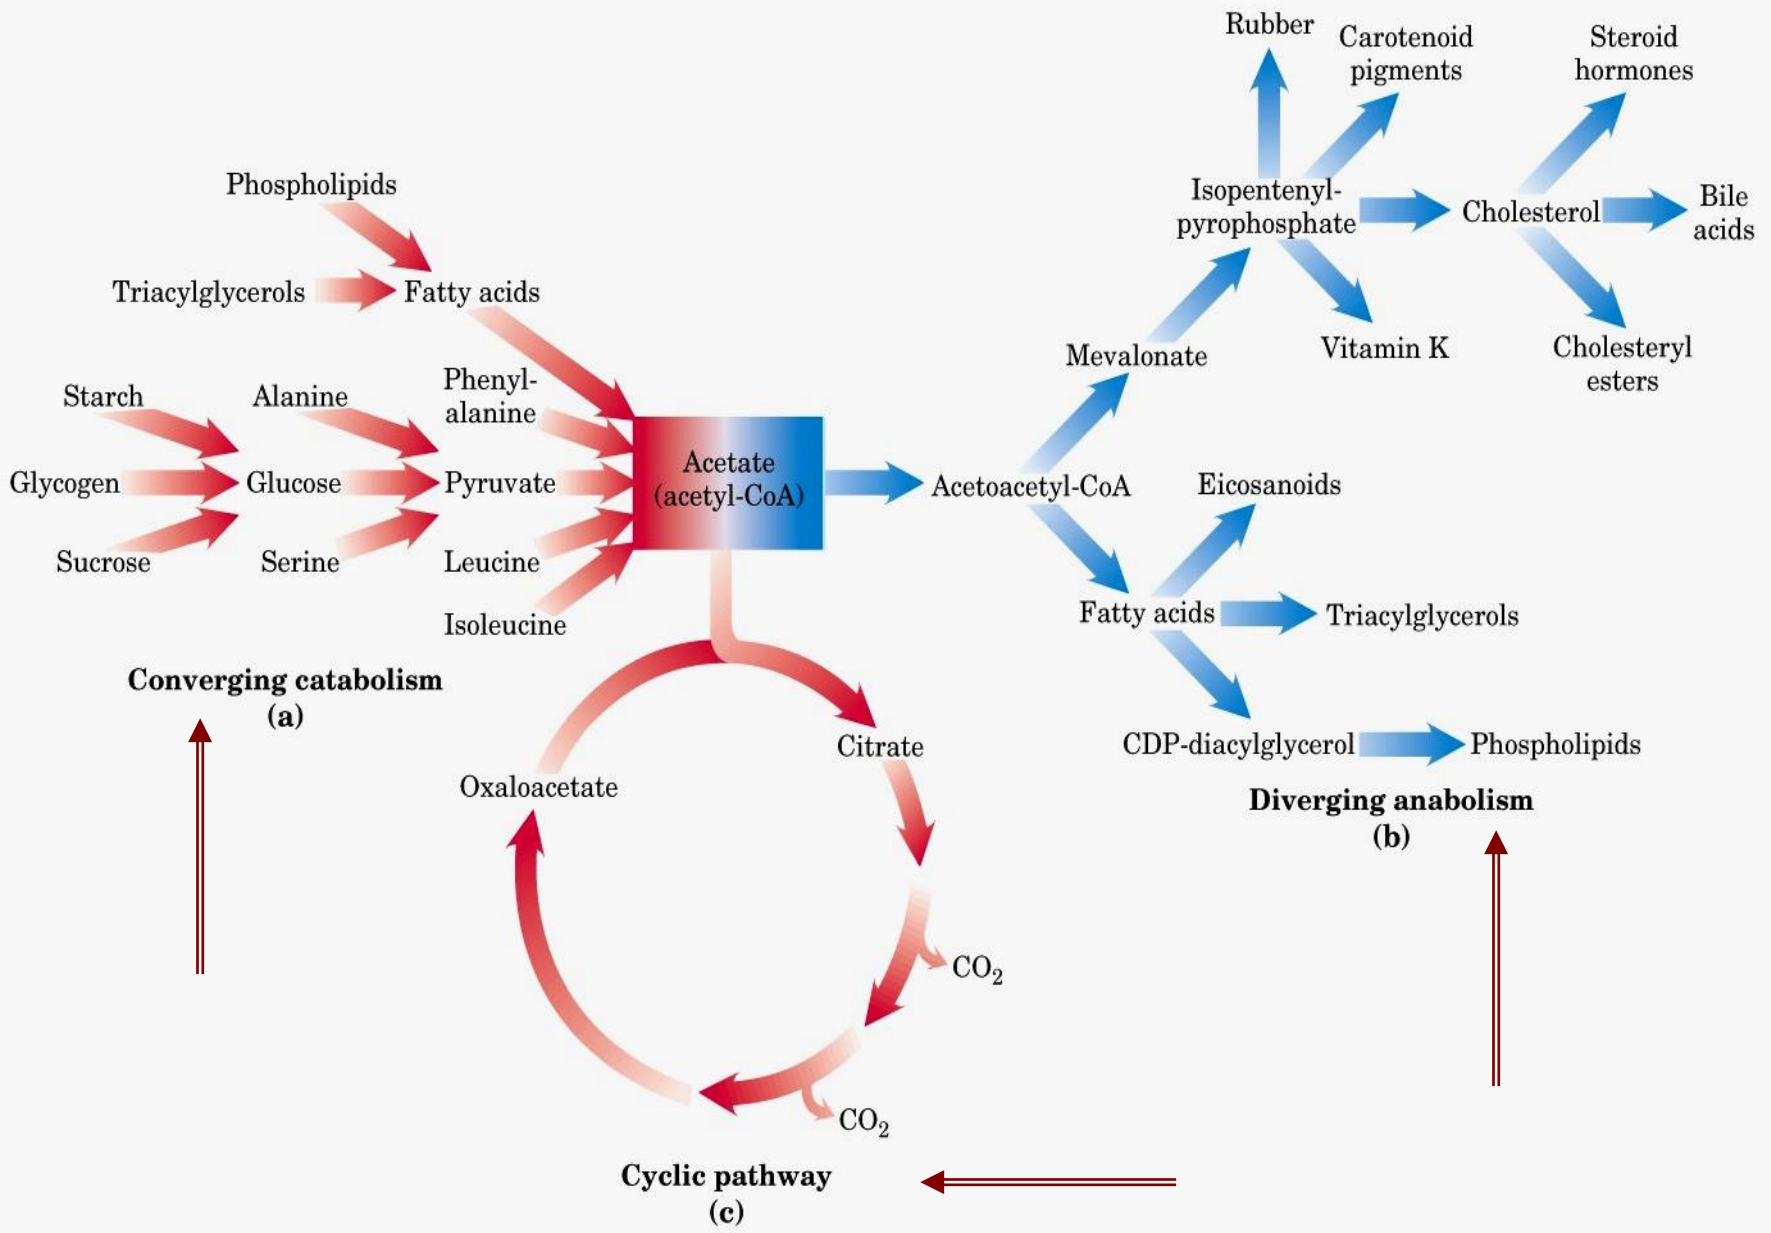 Rubber
Carotenoid
pigments
Steroid
hormones
Phospholipids
Isopentenyl-
pyrophosphate
Cholesterol
Bile
acids
Triacylglycerols
Fatty acids
Mevalonate
Vitamin K
Cholesteryl
esters
Starch
Alanine
Phenyl-
alanine
Glycogen
Glucose
Pyruvate
Acetate
(acetyl-CoA)
Acetoacetyl-CoA
Eicosanoids
Sucrose
Serine
Leucine
Isoleucine
Fatty acids
Triacylglycerols
Converging catabolism
(a)
Citrate
CDP-diacylglycerol
Phospholipids
Oxaloacetate
Diverging anabolism
(b)
CO2
CO2
Cyclic pathway
(c)